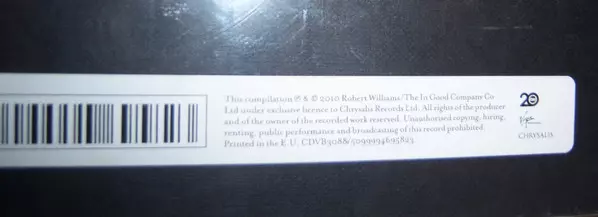 This compilation ℗ & © 2010 Robert Williams/The In Good Company Co
Ltd under exclusive licence to Chrysalis Records Ltd. All rights of the producer
and of the owner of the recorded work reserved. Unauthorised copying, hiring,
renting, public performance and broadcasting of this record prohibited.
Printed in the E.U. CDVB3088/5099994695823
20
CHRYSALIS